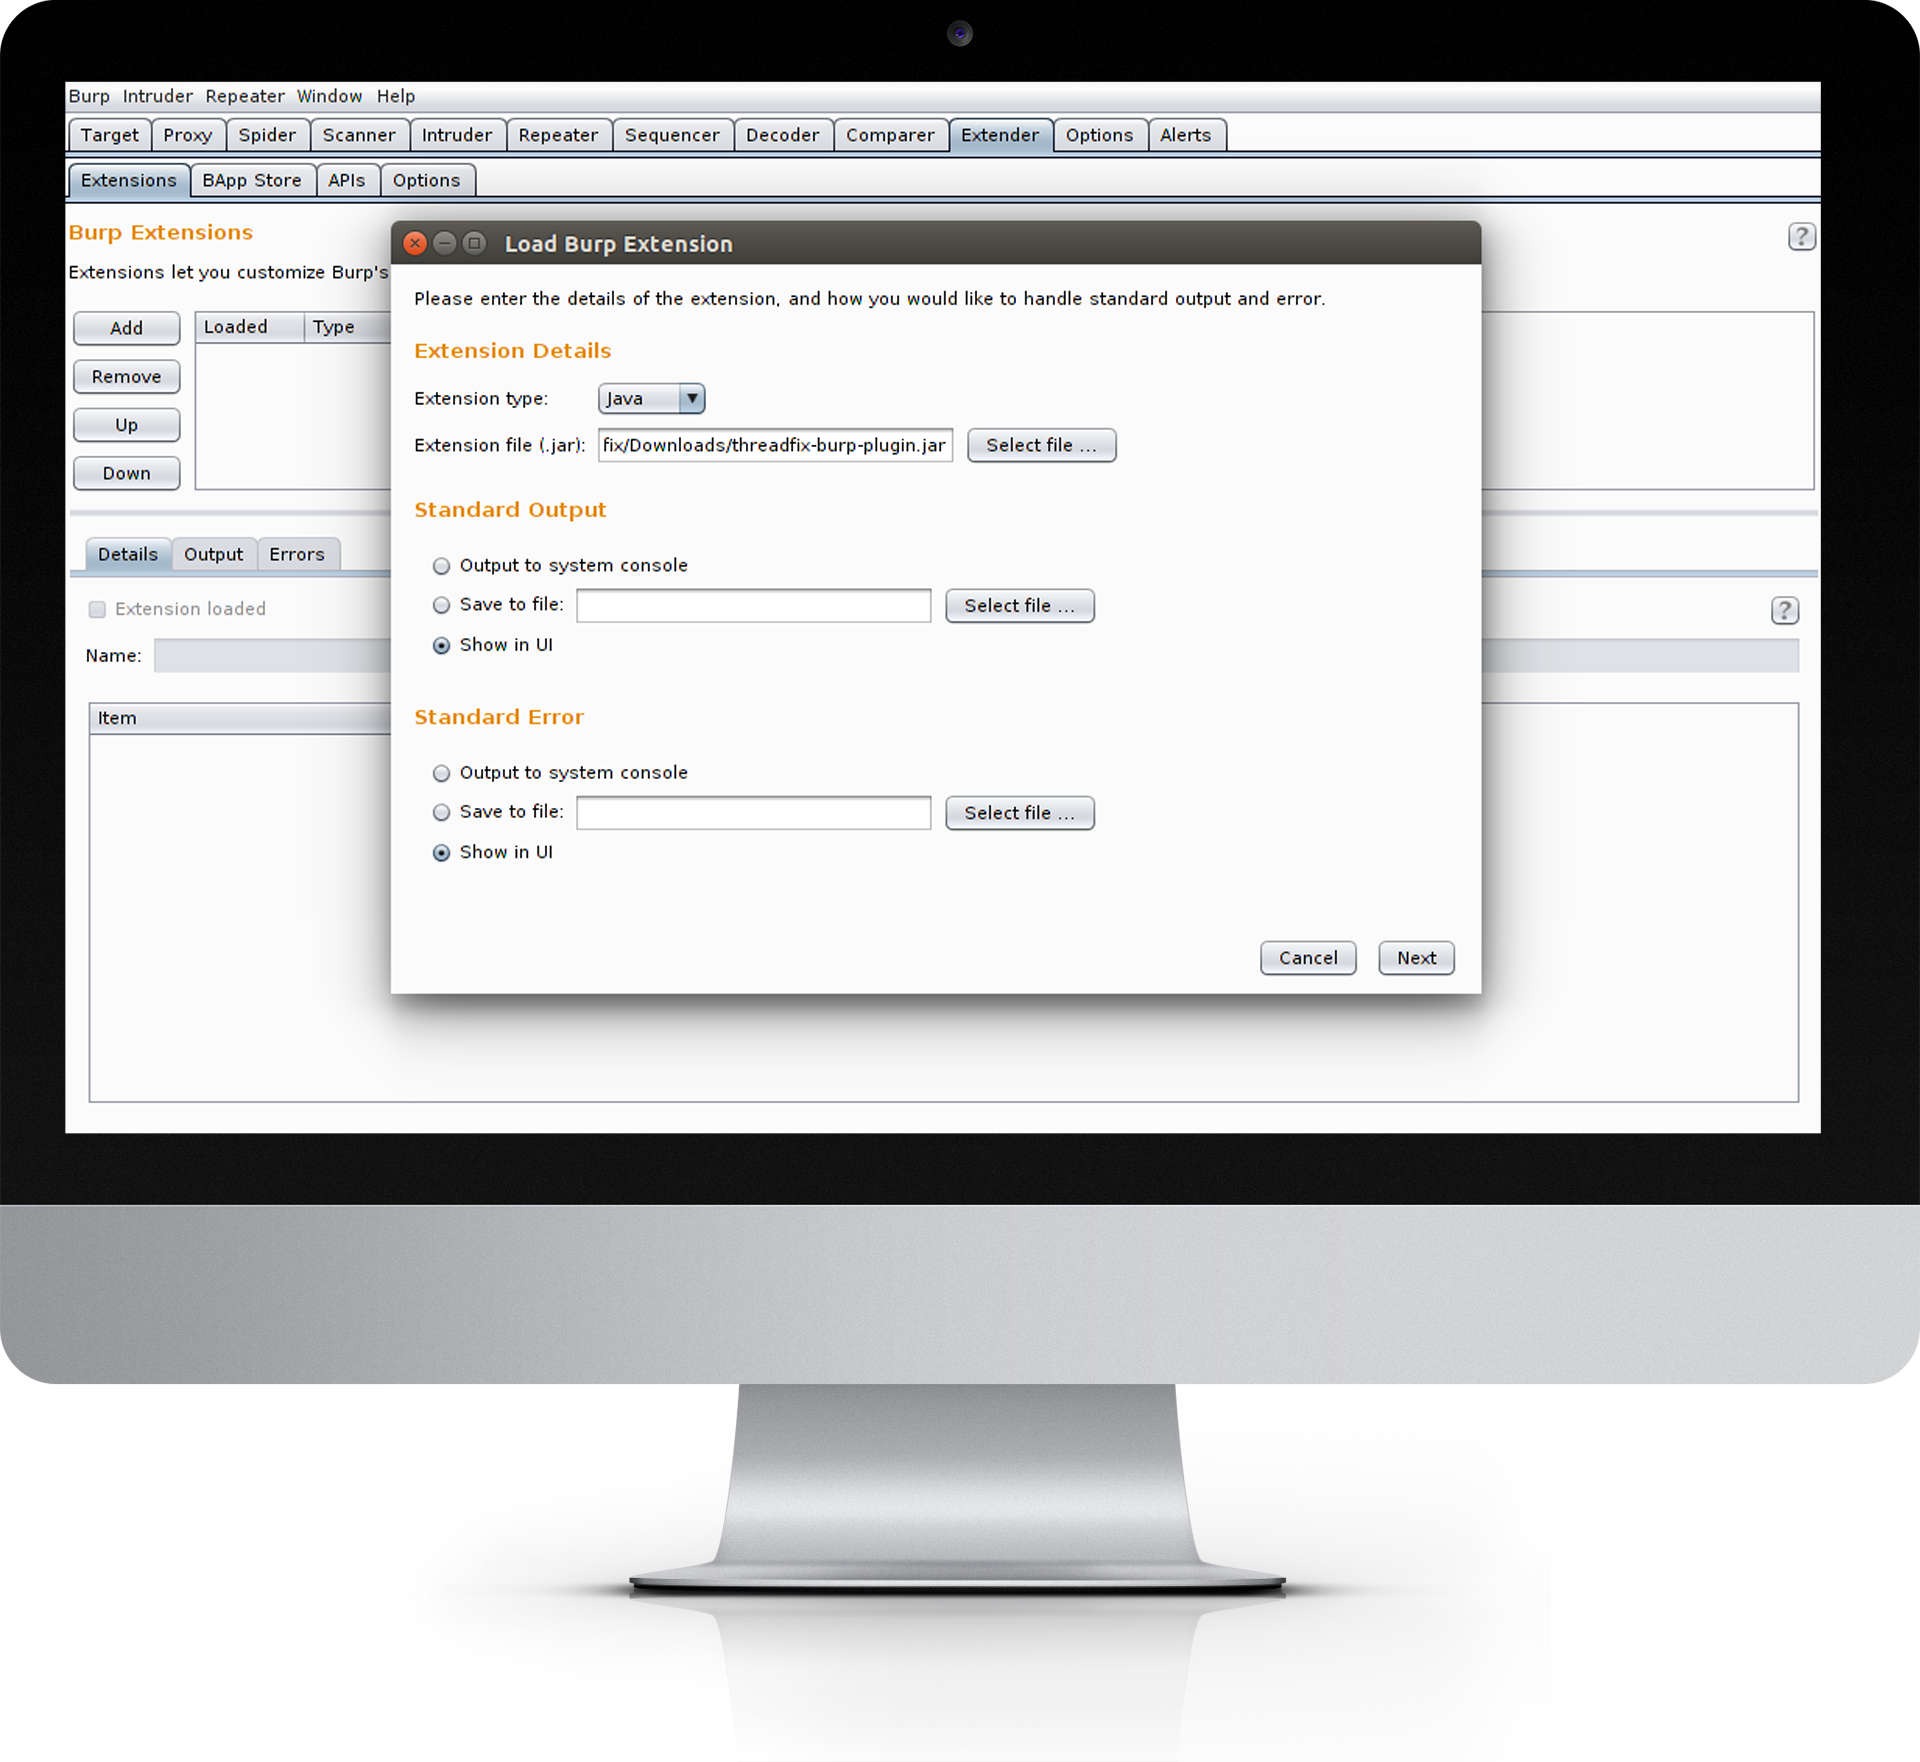 Burp Intruder Repeater Window Help
Target Proxy Spider Scanner Intruder Repeater Sequencer Decoder Comparer Extender Options Alerts
Extensions BApp Store APIs Options
Burp Extensions
?
Extensions let you customize Burp's
Add
Remove
Up
Down
Loaded Type
Details Output Errors
Extension loaded
?
Name:
Item
Load Burp Extension
Please enter the details of the extension, and how you would like to handle standard output and error.
Extension Details
Extension type: Java
Extension file (.jar): fix/Downloads/threadfix-burp-plugin.jar Select file ...
Standard Output
Output to system console
Save to file: Select file ...
Show in UI
Standard Error
Output to system console
Save to file: Select file ...
Show in UI
Cancel Next